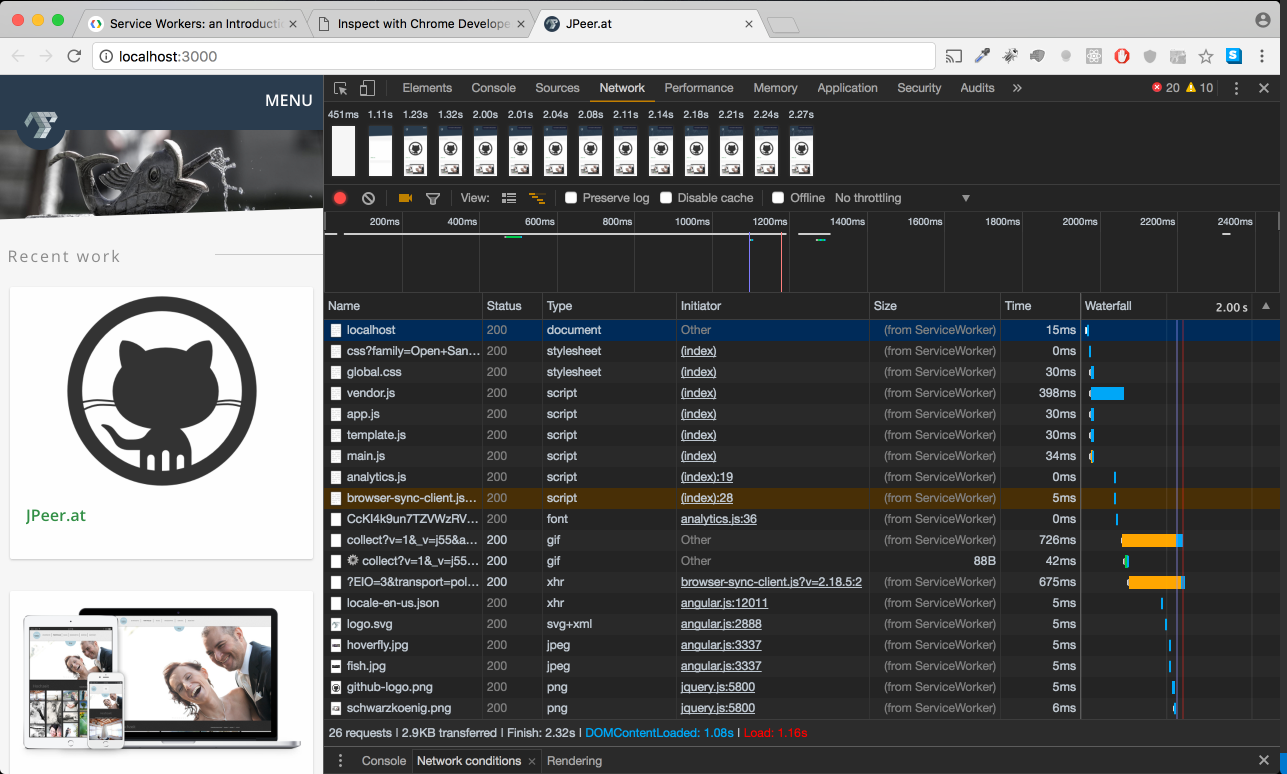 Service Workers: an Introducti
Inspect with Chrome Develope
JPeer.at
localhost:3000
MENU
Recent work
JPeer.at
Elements Console Sources Network Performance Memory Application Security Audits » 20 10
451ms 1.11s 1.23s 1.32s 2.00s 2.01s 2.04s 2.08s 2.11s 2.14s 2.18s 2.21s 2.24s 2.27s
View: Preserve log Disable cache Offline No throttling
200ms 400ms 600ms 800ms 1000ms 1200ms 1400ms 1600ms 1800ms 2000ms 2200ms 2400ms
Name Status Type Initiator Size Time Waterfall 2.00 s
localhost 200 document Other (from ServiceWorker) 15ms
css?family=Open+San... 200 stylesheet (index) (from ServiceWorker) 0ms
global.css 200 stylesheet (index) (from ServiceWorker) 30ms
vendor.js 200 script (index) (from ServiceWorker) 398ms
app.js 200 script (index) (from ServiceWorker) 30ms
template.js 200 script (index) (from ServiceWorker) 30ms
main.js 200 script (index) (from ServiceWorker) 34ms
analytics.js 200 script (index):19 (from ServiceWorker) 0ms
browser-sync-client.js... 200 script (index):28 (from ServiceWorker) 5ms
CcKI4k9un7TZVWzRV... 200 font analytics.js:36 (from ServiceWorker) 0ms
collect?v=1&_v=j55&a... 200 gif Other (from ServiceWorker) 726ms
collect?v=1&_v=j55... 200 gif Other 88B 42ms
?EIO=3&transport=pol... 200 xhr browser-sync-client.js?v=2.18.5:2 (from ServiceWorker) 675ms
locale-en-us.json 200 xhr angular.js:12011 (from ServiceWorker) 5ms
logo.svg 200 svg+xml angular.js:2888 (from ServiceWorker) 5ms
hoverfly.jpg 200 jpeg angular.js:3337 (from ServiceWorker) 5ms
fish.jpg 200 jpeg angular.js:3337 (from ServiceWorker) 5ms
github-logo.png 200 png jquery.js:5800 (from ServiceWorker) 5ms
schwarzkoenig.png 200 png jquery.js:5800 (from ServiceWorker) 6ms
26 requests | 2.9KB transferred | Finish: 2.32s | DOMContentLoaded: 1.08s | Load: 1.16s
Console Network conditions × Rendering